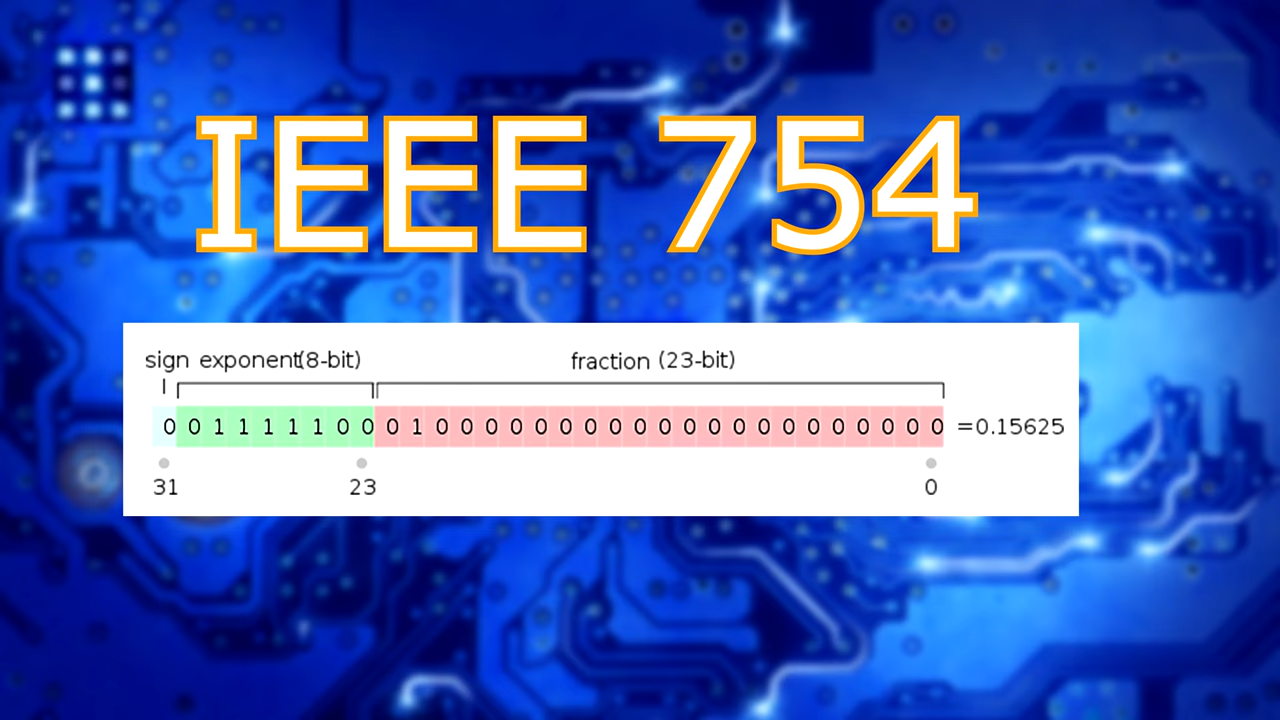 IEEE 754
sign exponent(8-bit) fraction (23-bit)
0 0 1 1 1 1 1 0 0 0 1 0 0 0 0 0 0 0 0 0 0 0 0 0 0 0 0 0 0 0 0 0 =0.15625
31 23 0